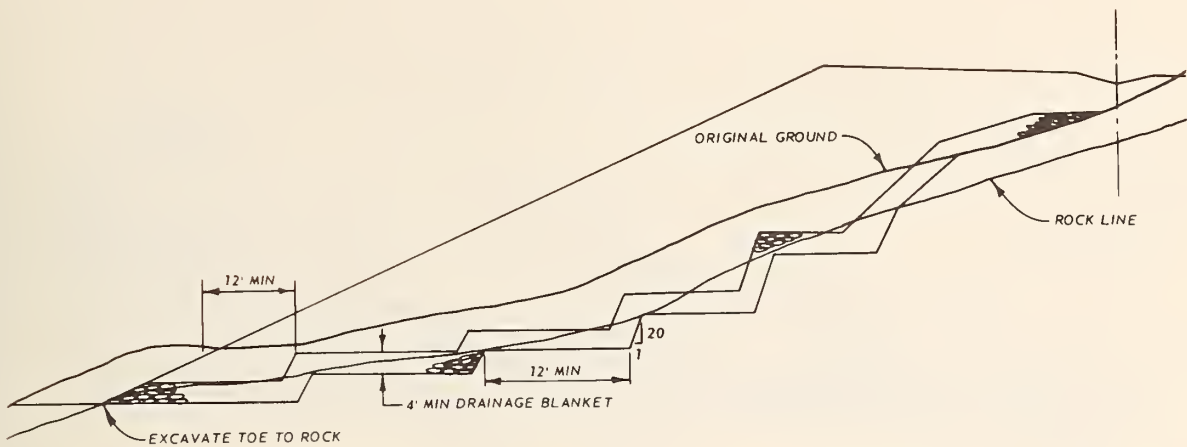 ORIGINAL GROUND
ROCK LINE
12' MIN
20
1
12' MIN
4' MIN DRAINAGE BLANKET
EXCAVATE TOE TO ROCK